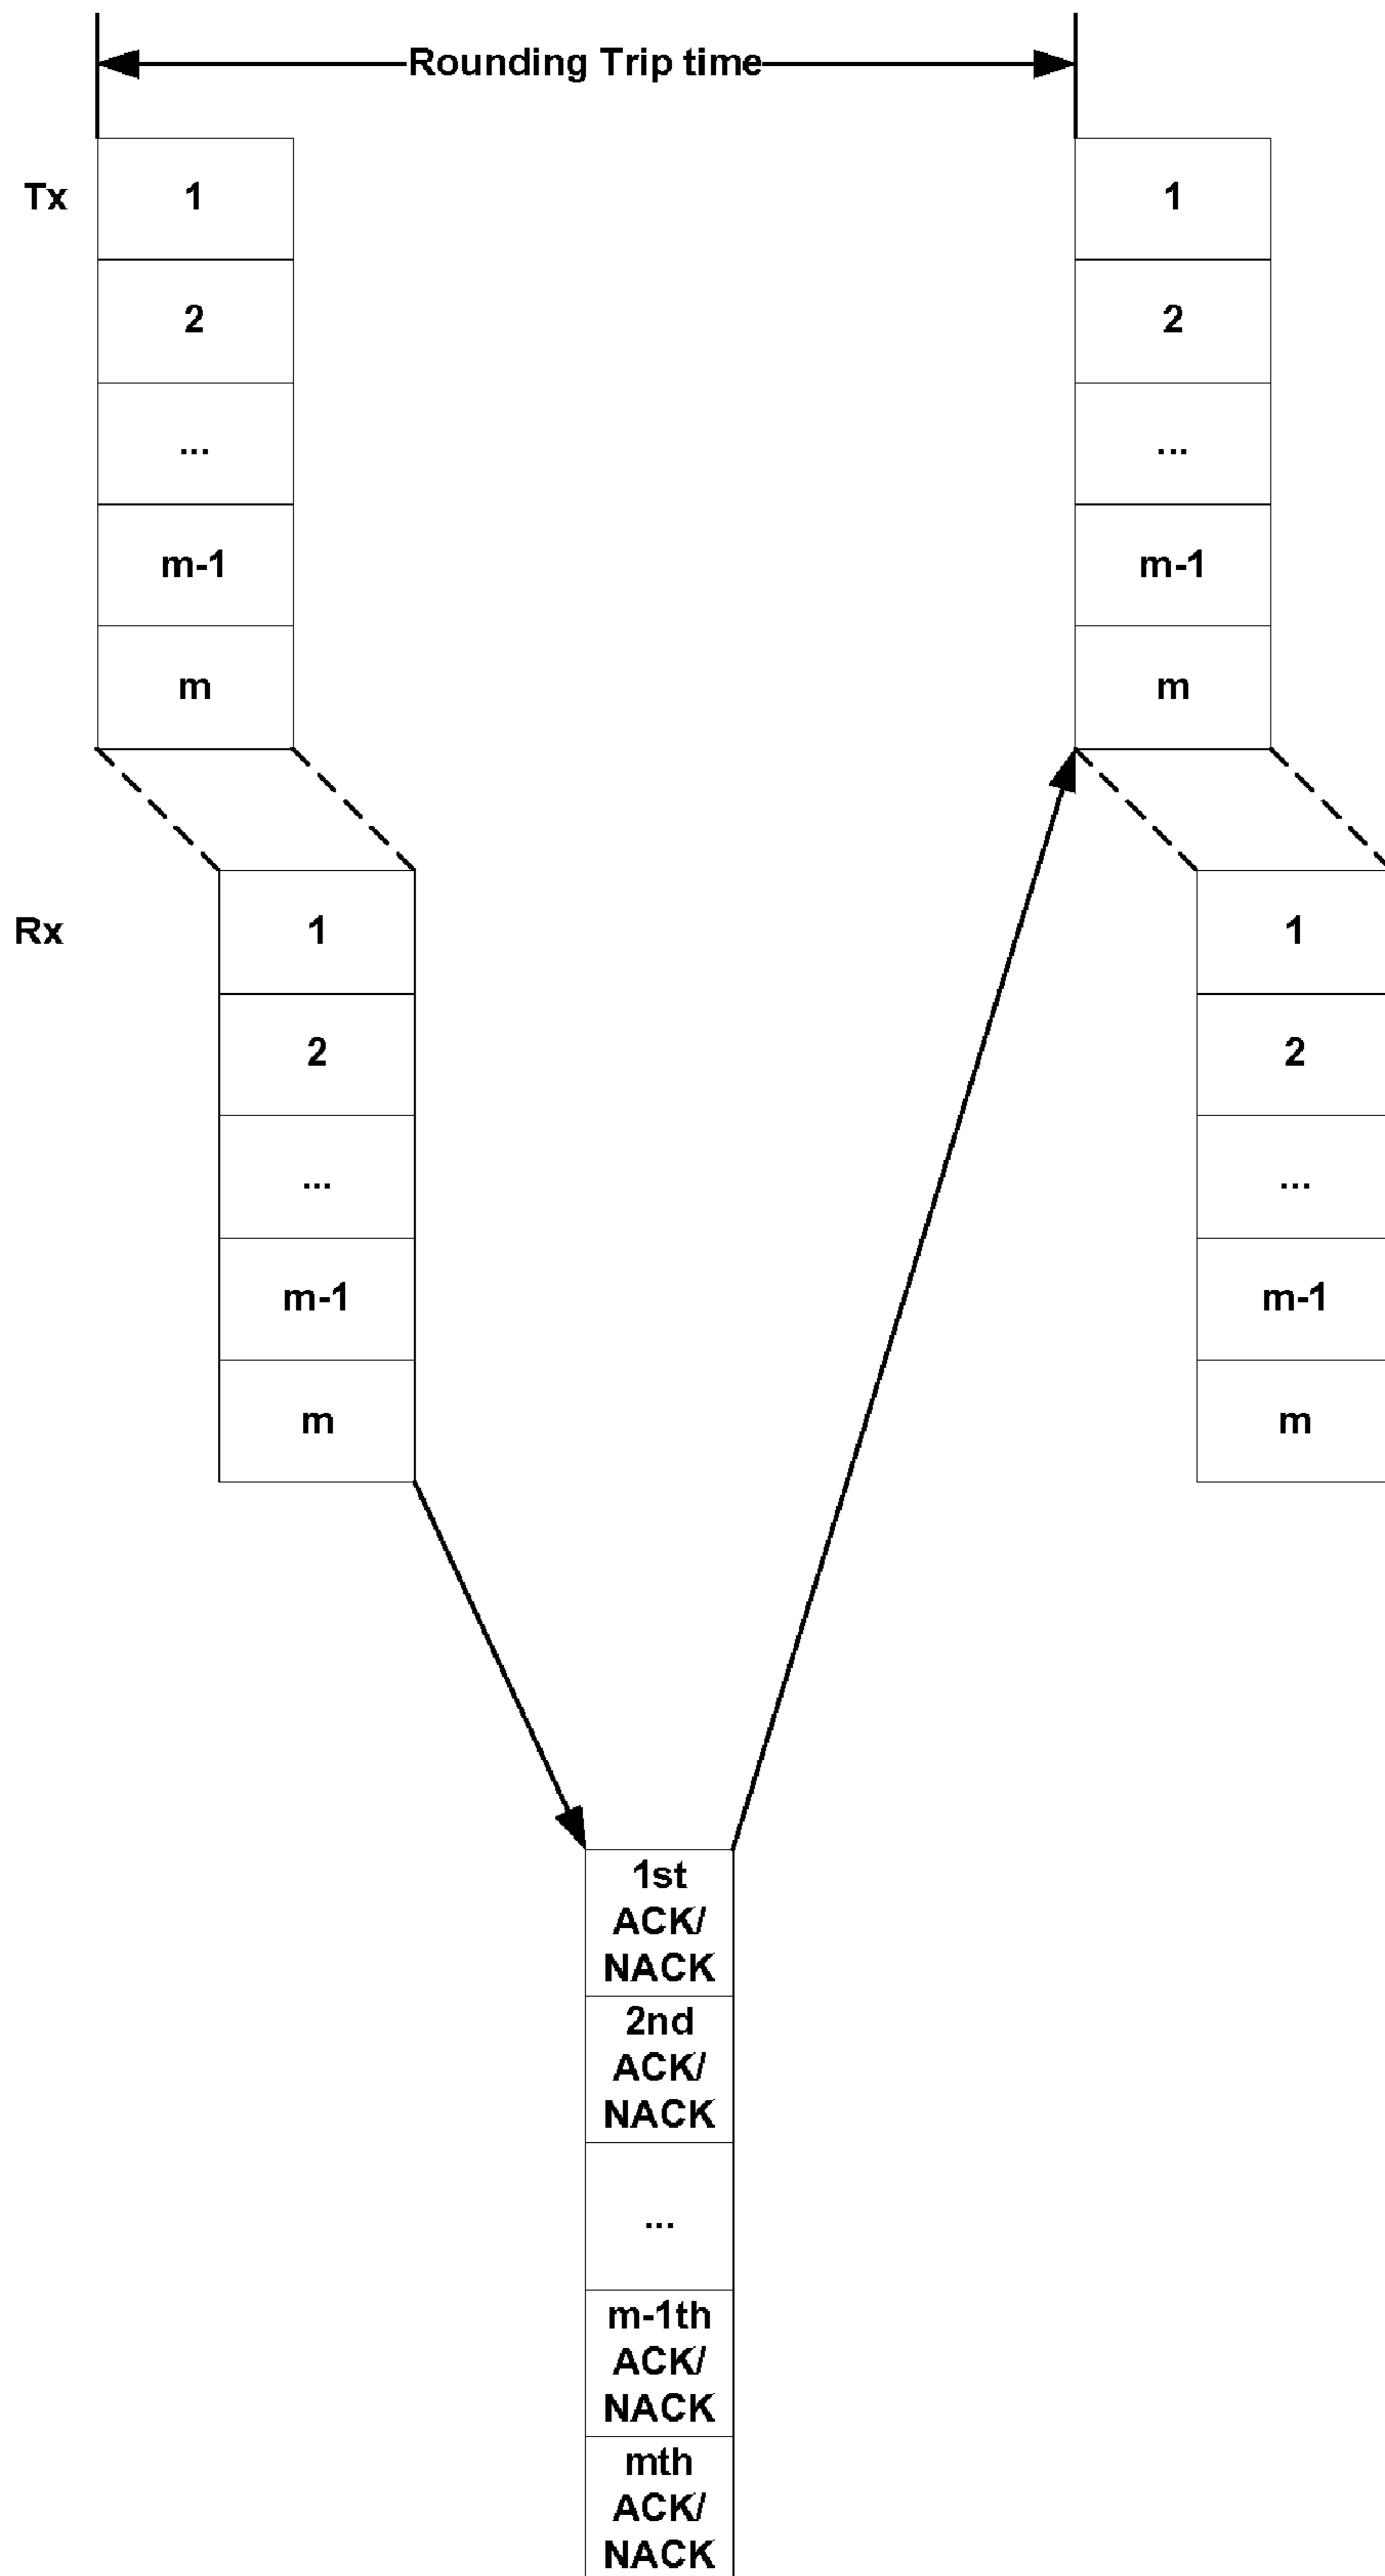 Rounding Trip time
Tx
1
2
...
m-1
m
1
2
...
m-1
m
Rx
1
2
...
m-1
m
1
2
...
m-1
m
1st
ACK/
NACK
2nd
ACK/
NACK
...
m-1th
ACK/
NACK
mth
ACK/
NACK